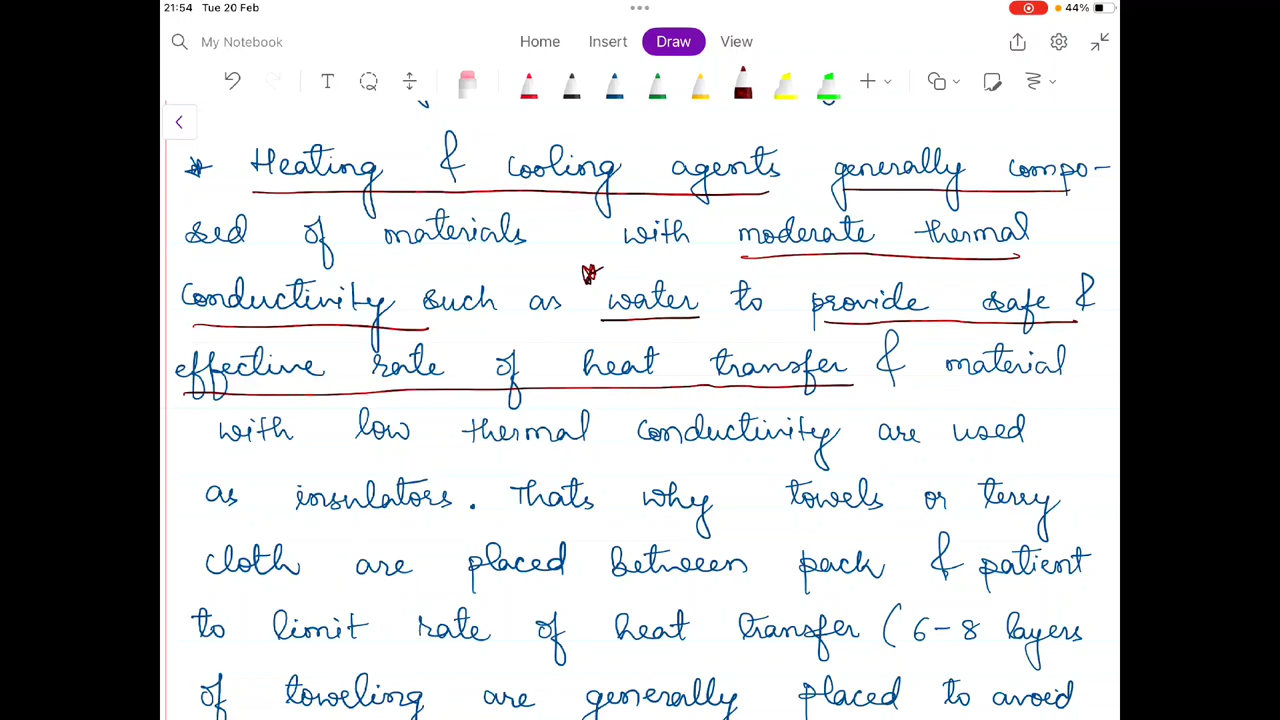 21:54 Tue 20 Feb
44%
My Notebook
Home Insert Draw View
T
* Heating & cooling agents generally compo-
sed of materials with moderate thermal
conductivity such as water to provide safe &
effective rate of heat transfer & material
with low thermal conductivity are used
as insulators. Thats why towels or terry
cloth are placed between pack & patient
to limit rate of heat transfer (6-8 layers
of toweling are generally placed to avoid